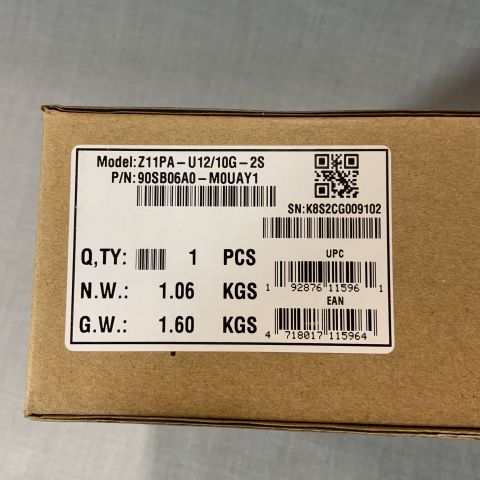 Model:Z11PA-U12/10G-2S
P/N:90SB06A0-M0UAY1
SN:K8S2CG009102
Q,TY: 1 PCS
N.W.: 1.06 KGS
G.W.: 1.60 KGS
UPC
1 92876 11596 1
EAN
4 718017 115964